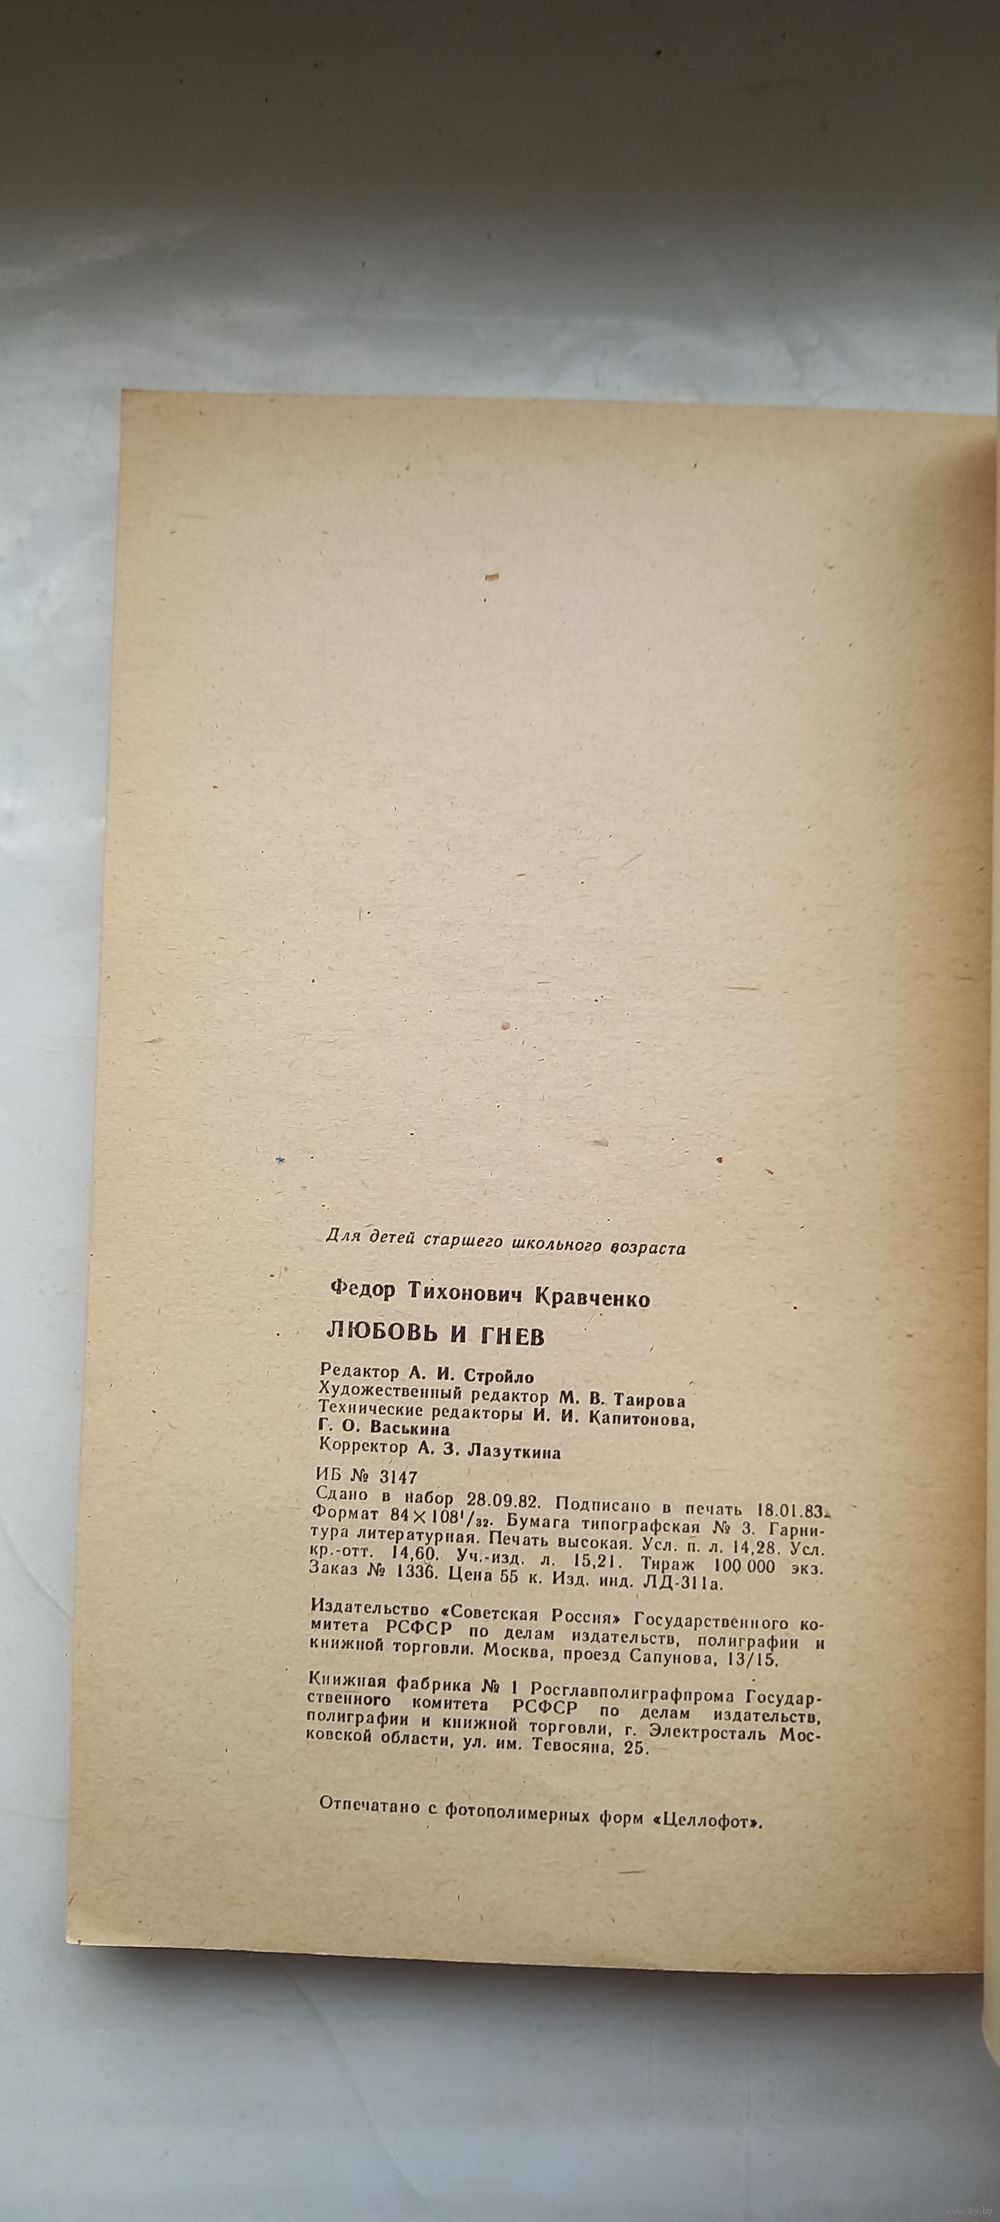 Для детей старшего школьного возраста
Федор Тихонович Кравченко
ЛЮБОВЬ И ГНЕВ
Редактор А. И. Стройло
Художественный редактор М. В. Таирова
Технические редакторы И. И. Капитонова,
Г. О. Васькина
Корректор А. З. Лазуткина
ИБ № 3147
Сдано в набор 28.09.82. Подписано в печать 18.01.83.
Формат 84×108¹/₃₂. Бумага типографская № 3. Гарни-
тура литературная. Печать высокая. Усл. п. л. 14,28. Усл.
кр.-отт. 14,60. Уч.-изд. л. 15,21. Тираж 100 000 экз.
Заказ № 1336. Цена 55 к. Изд. инд. ЛД-311а.
Издательство «Советская Россия» Государственного ко-
митета РСФСР по делам издательств, полиграфии и
книжной торговли. Москва, проезд Сапунова, 13/15.
Книжная фабрика № 1 Росглавполиграфпрома Государ-
ственного комитета РСФСР по делам издательств,
полиграфии и книжной торговли, г. Электросталь Мос-
ковской области, ул. им. Тевосяна, 25.
Отпечатано с фотополимерных форм «Целлофот».
www.ay.by